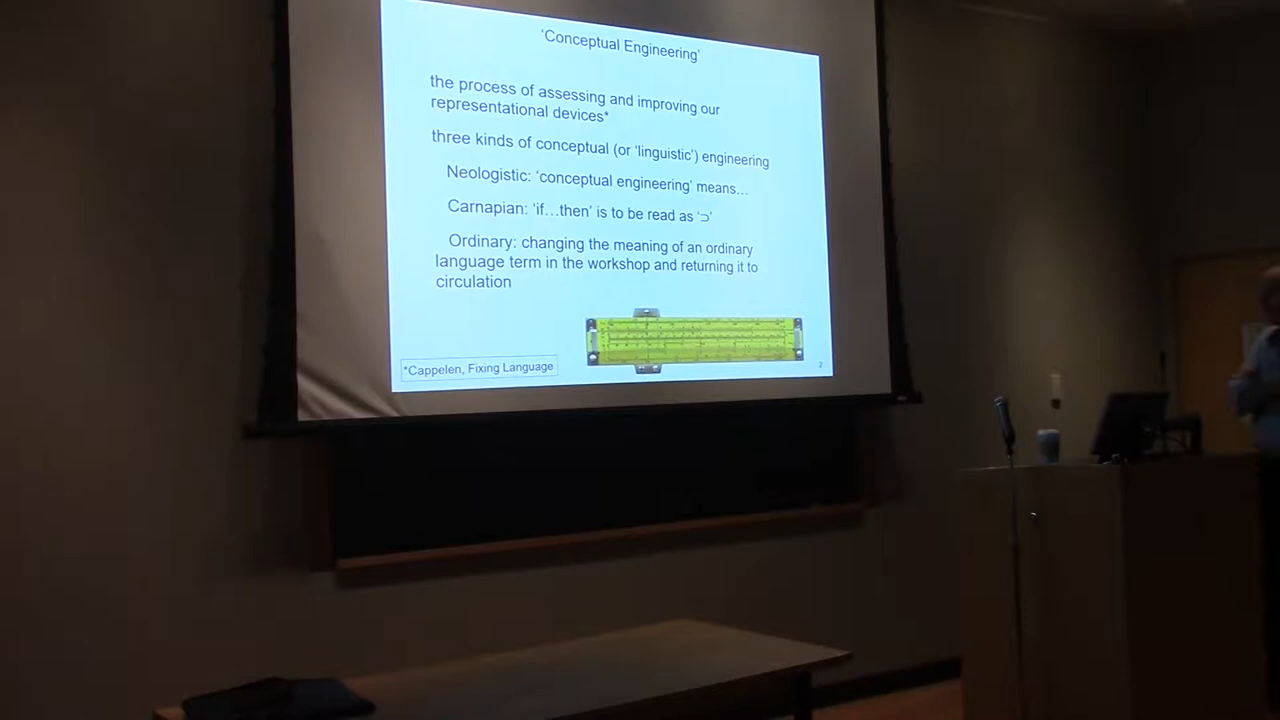 ‘Conceptual Engineering’
the process of assessing and improving our
representational devices*
three kinds of conceptual (or ‘linguistic’) engineering
Neologistic: ‘conceptual engineering’ means...
Carnapian: ‘if...then’ is to be read as ‘⊃’
Ordinary: changing the meaning of an ordinary
language term in the workshop and returning it to
circulation
*Cappelen, Fixing Language
2